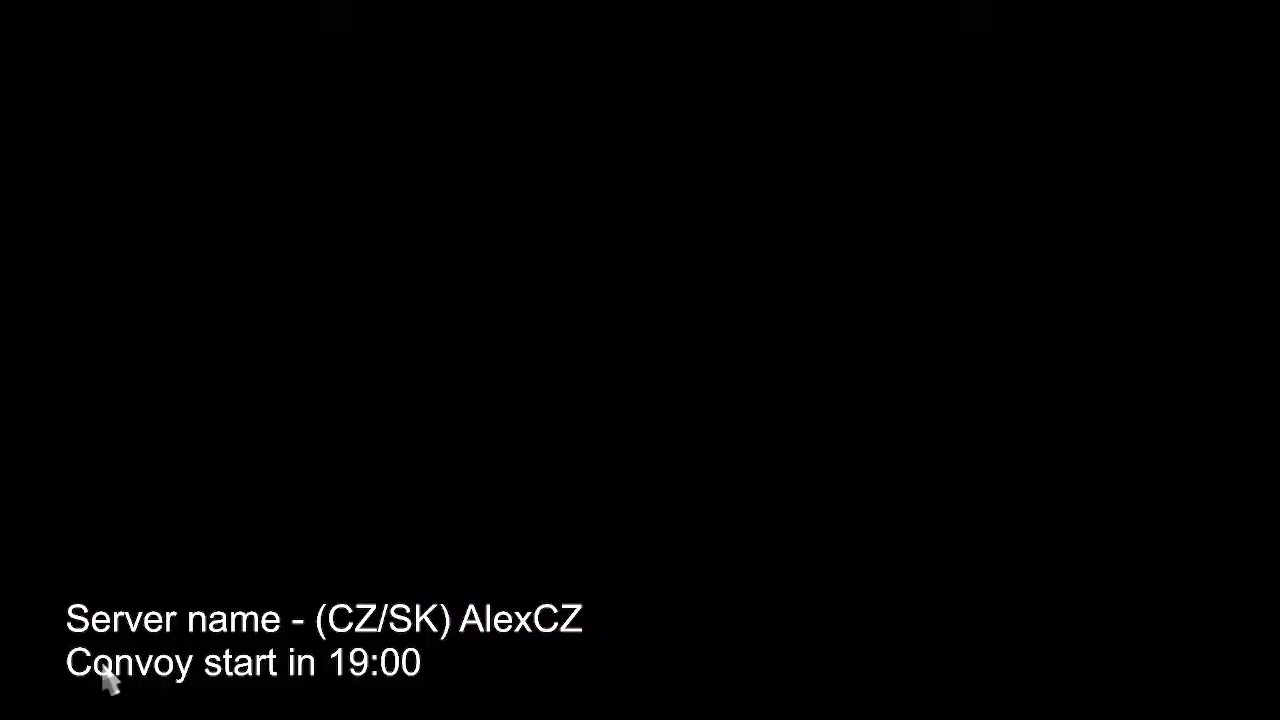 Server name - (CZ/SK) AlexCZ
Convoy start in 19:00